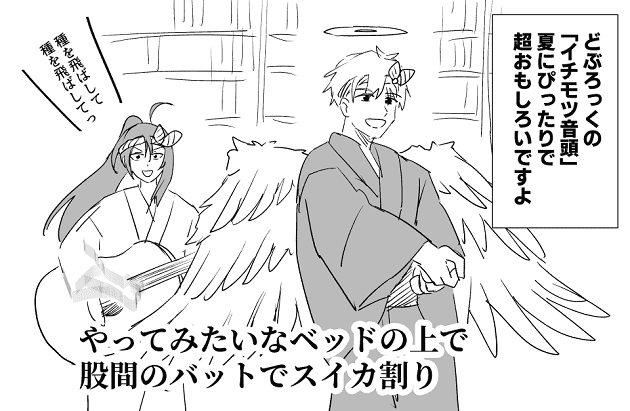 どぶろっくの
「イチモツ音頭」
夏にぴったりで
超おもしろいですよ
種を飛ばして
種を飛ばしてっ
やってみたいなベッドの上で
股間のバットでスイカ割り